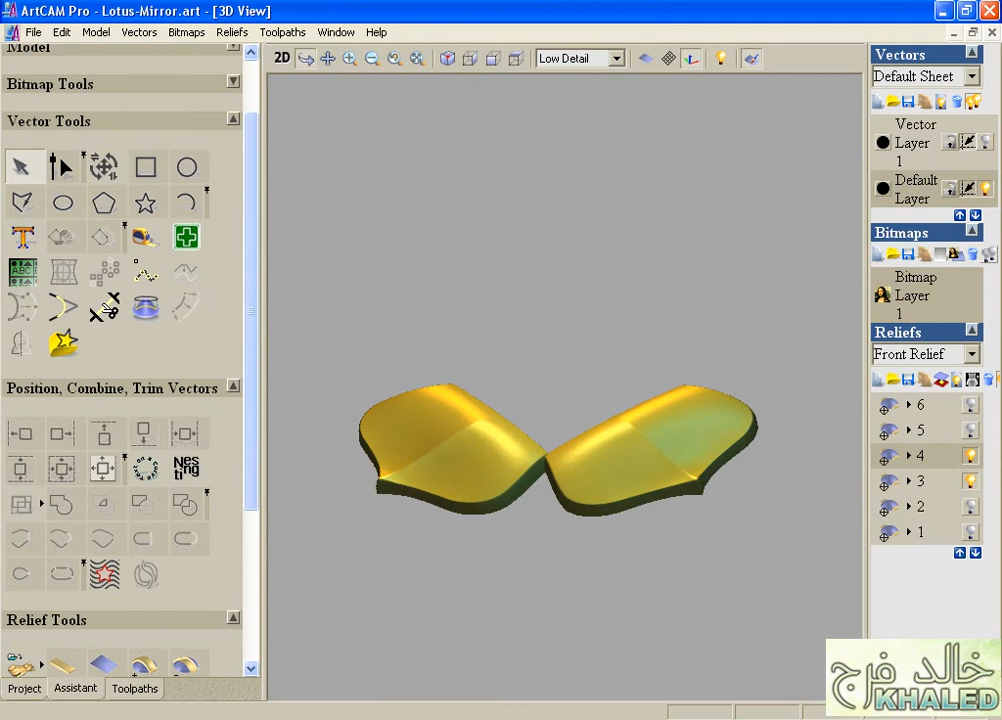 ArtCAM Pro - Lotus-Mirror.art - [3D View]
File Edit Model Vectors Bitmaps Reliefs Toolpaths Window Help
Model
2D
Low Detail
Bitmap Tools
Vector Tools
ABC
Nes
ting
Position, Combine, Trim Vectors
Relief Tools
Project Assistant Toolpaths
Vectors
Default Sheet
Vector
Layer
1
Default
Layer
Bitmaps
Bitmap
Layer
1
Reliefs
Front Relief
6
5
4
3
2
1
خالد فرج
KHALED